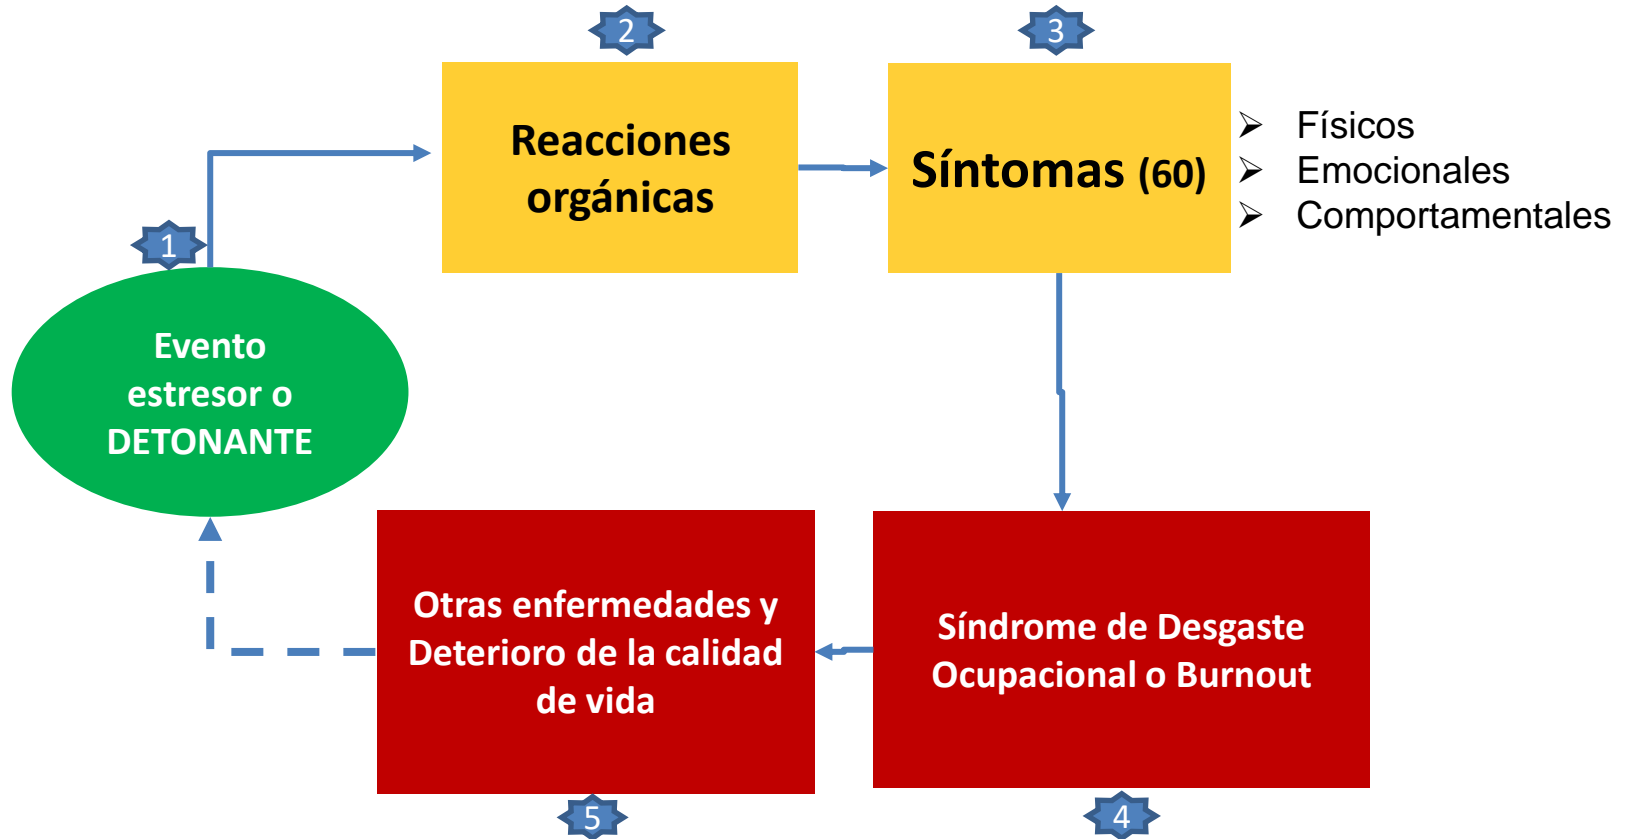 1
Evento
estresor o
DETONANTE
2
Reacciones
orgánicas
3
Síntomas (60)
➢ Físicos
➢ Emocionales
➢ Comportamentales
Síndrome de Desgaste
Ocupacional o Burnout
4
Otras enfermedades y
Deterioro de la calidad
de vida
5